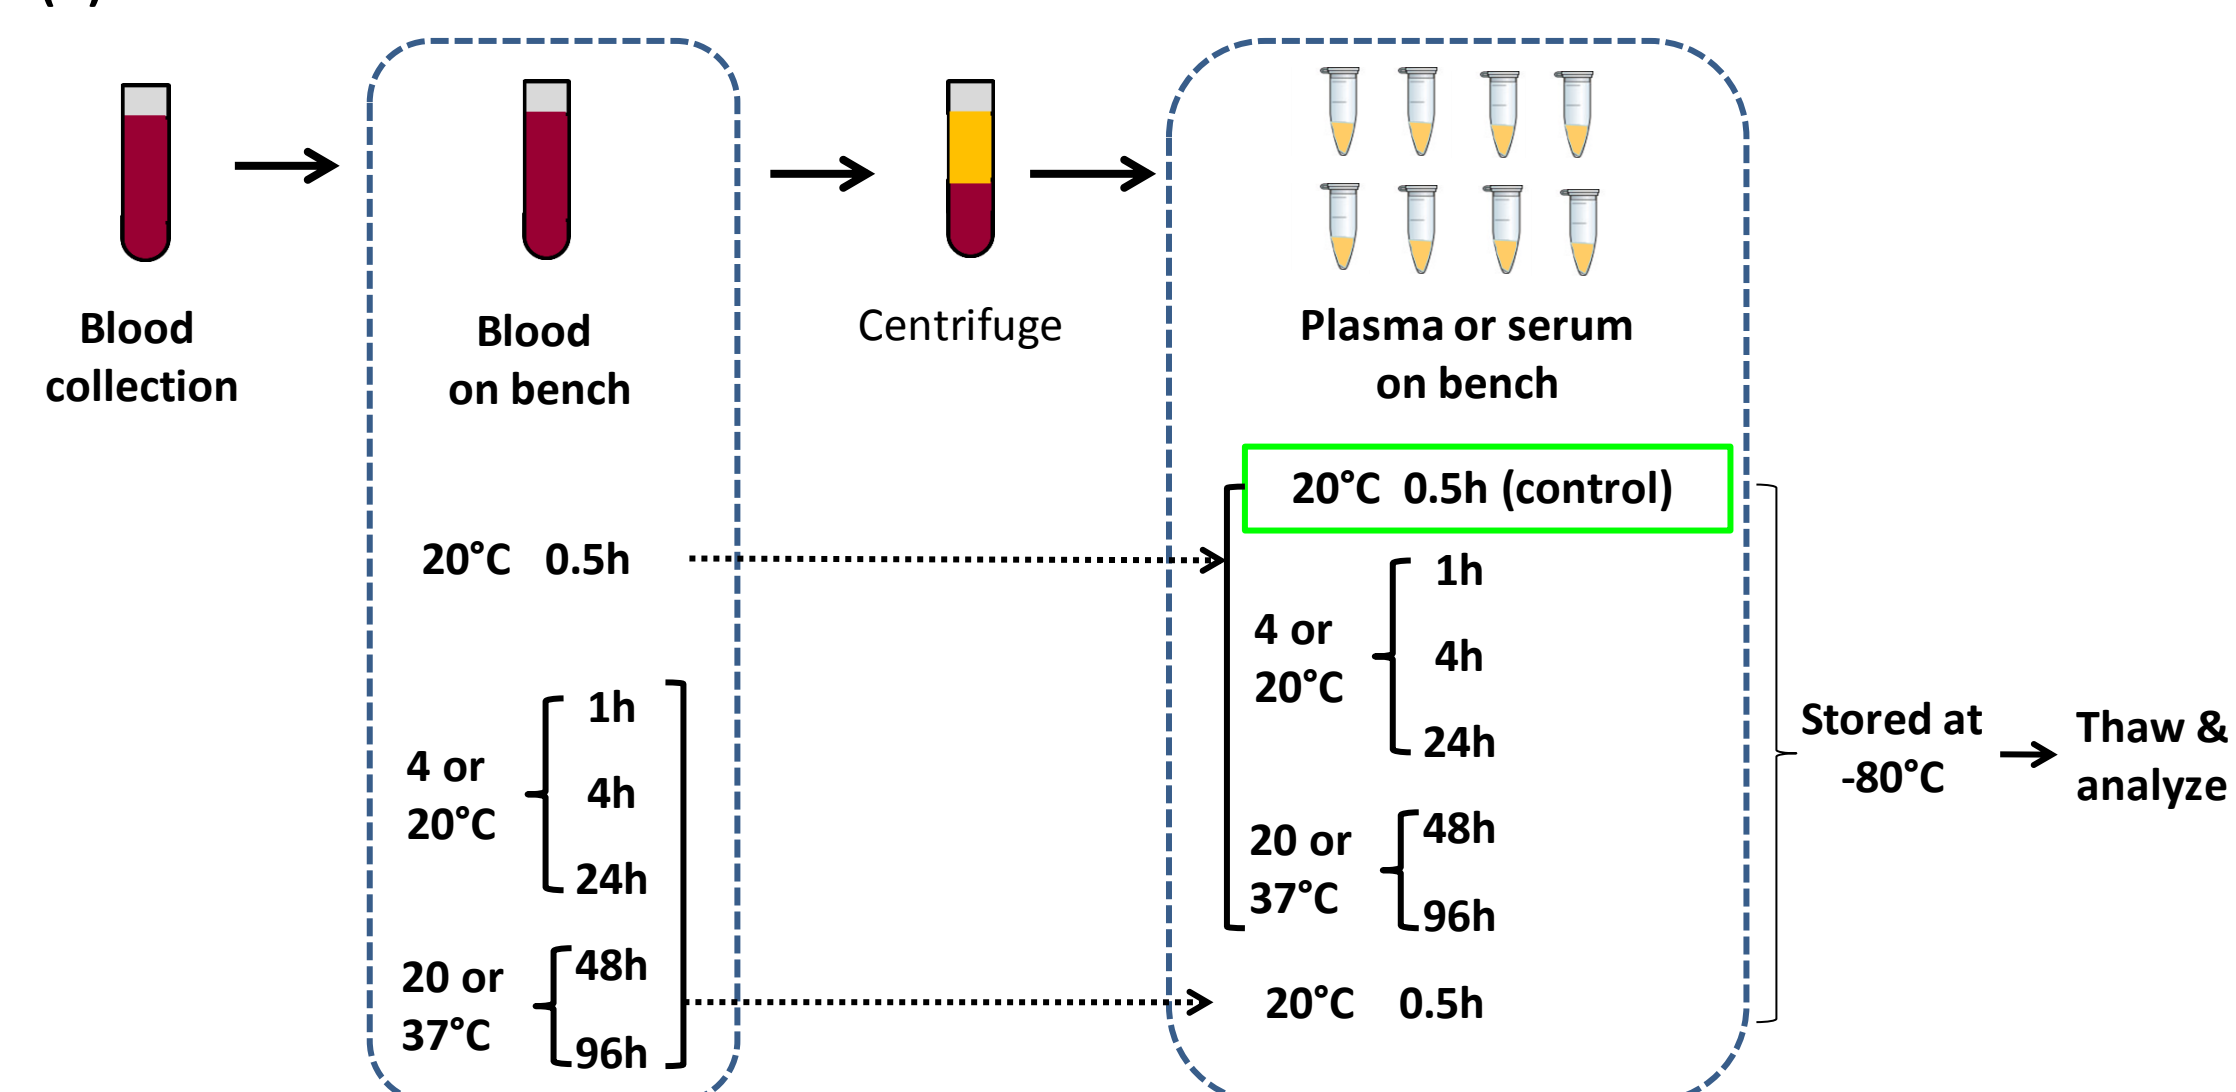 Blood
collection
Blood
on bench
Centrifuge
Plasma or serum
on bench
20°C 0.5h
4 or
20°C
1h
4h
24h
20 or
37°C
48h
96h
20°C 0.5h (control)
4 or
20°C
1h
4h
24h
20 or
37°C
48h
96h
20°C 0.5h
Stored at
-80°C
Thaw &
analyze